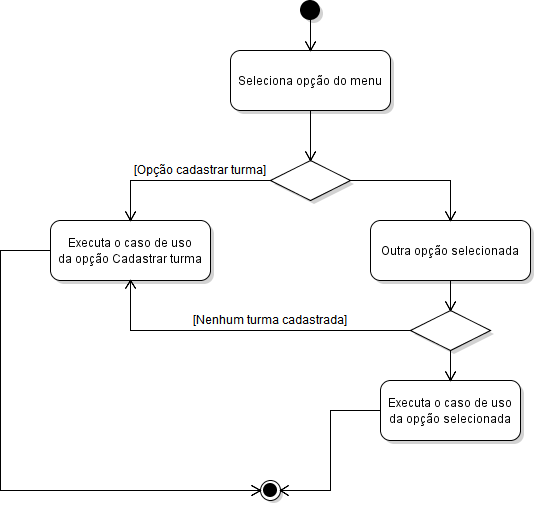 Seleciona opção do menu
[Opção cadastrar turma]
Executa o caso de uso
da opção Cadastrar turma
Outra opção selecionada
[Nenhum turma cadastrada]
Executa o caso de uso
da opção selecionada